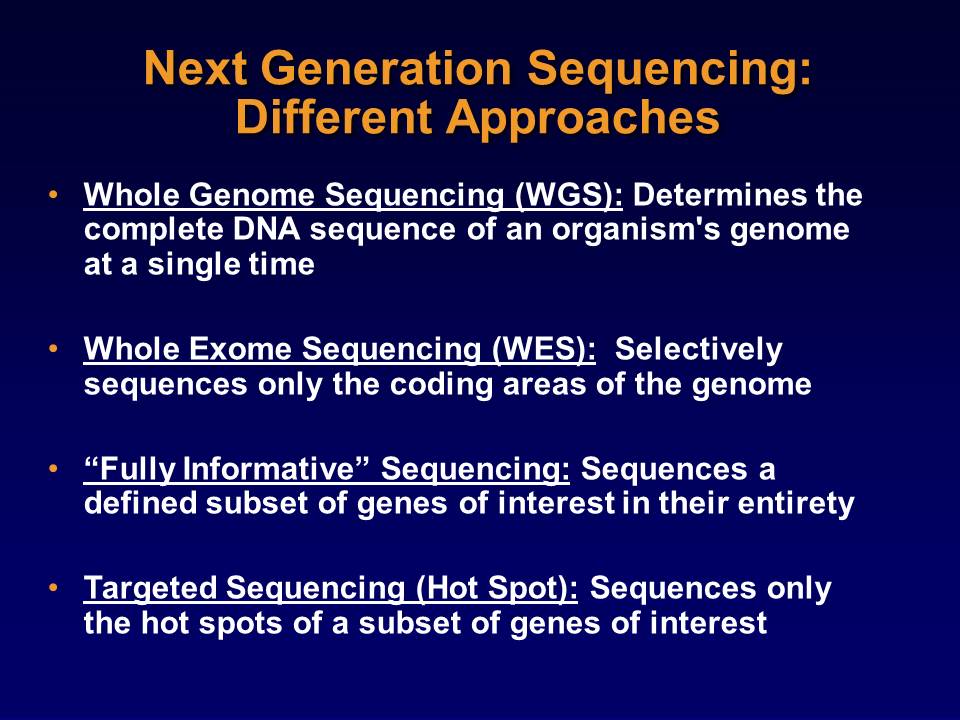 Next Generation Sequencing:
Different Approaches
• Whole Genome Sequencing (WGS): Determines the
complete DNA sequence of an organism's genome
at a single time
• Whole Exome Sequencing (WES):  Selectively
sequences only the coding areas of the genome
• “Fully Informative” Sequencing: Sequences a
defined subset of genes of interest in their entirety
• Targeted Sequencing (Hot Spot): Sequences only
the hot spots of a subset of genes of interest